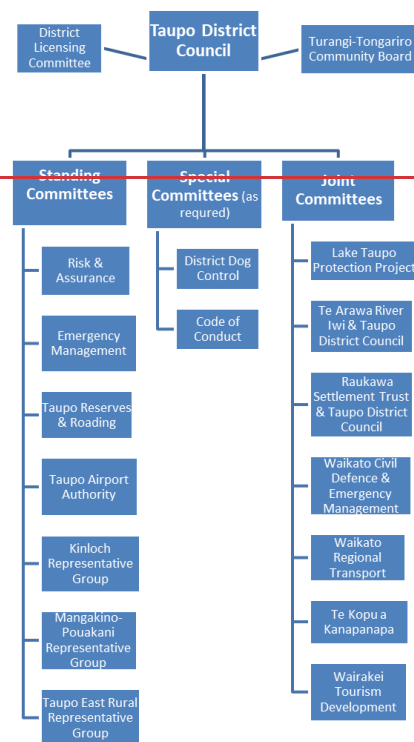 District
Licensing
Committee
Taupo District
Council
Turangi-Tongariro
Community Board
Standing
Committees
Special
Committees (as
requred)
Joint
Committees
Risk &
Assurance
Emergency
Management
Taupo Reserves
& Roading
Taupo Airport
Authority
Kinloch
Representative
Group
Mangakino-
Pouakani
Representative
Group
Taupo East Rural
Representative
Group
District Dog
Control
Code of
Conduct
Lake Taupo
Protection Project
Te Arawa River
Iwi & Taupo
District Council
Raukawa
Settlement Trust
& Taupo District
Council
Waikato Civil
Defence &
Emergency
Management
Waikato
Regional
Transport
Te Kopu a
Kanapanapa
Wairakei
Tourism
Development